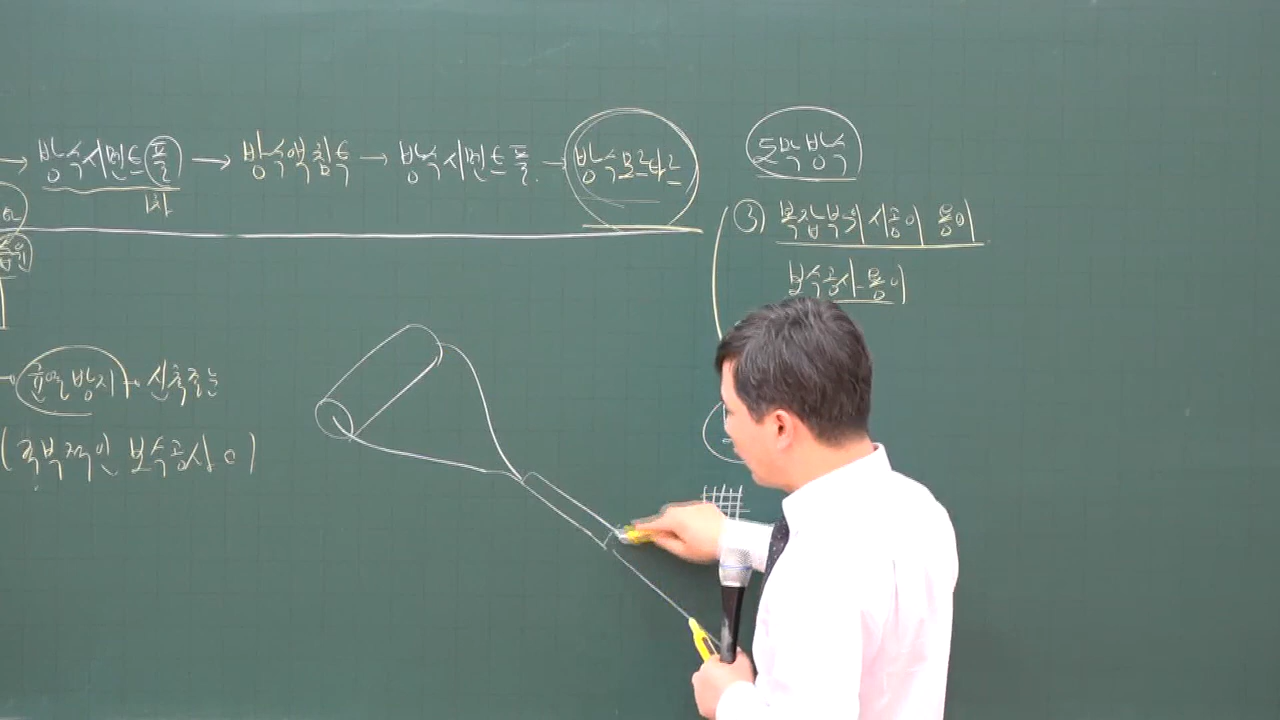 → 방수시멘트풀 → 방수액침투 → 방수시멘트풀 → 방수모르타르
차
도막방수
③ 복잡부위 시공이 용이
보수공사 용이
균열방지 신축줄눈
(국부적인 보수공사 이)